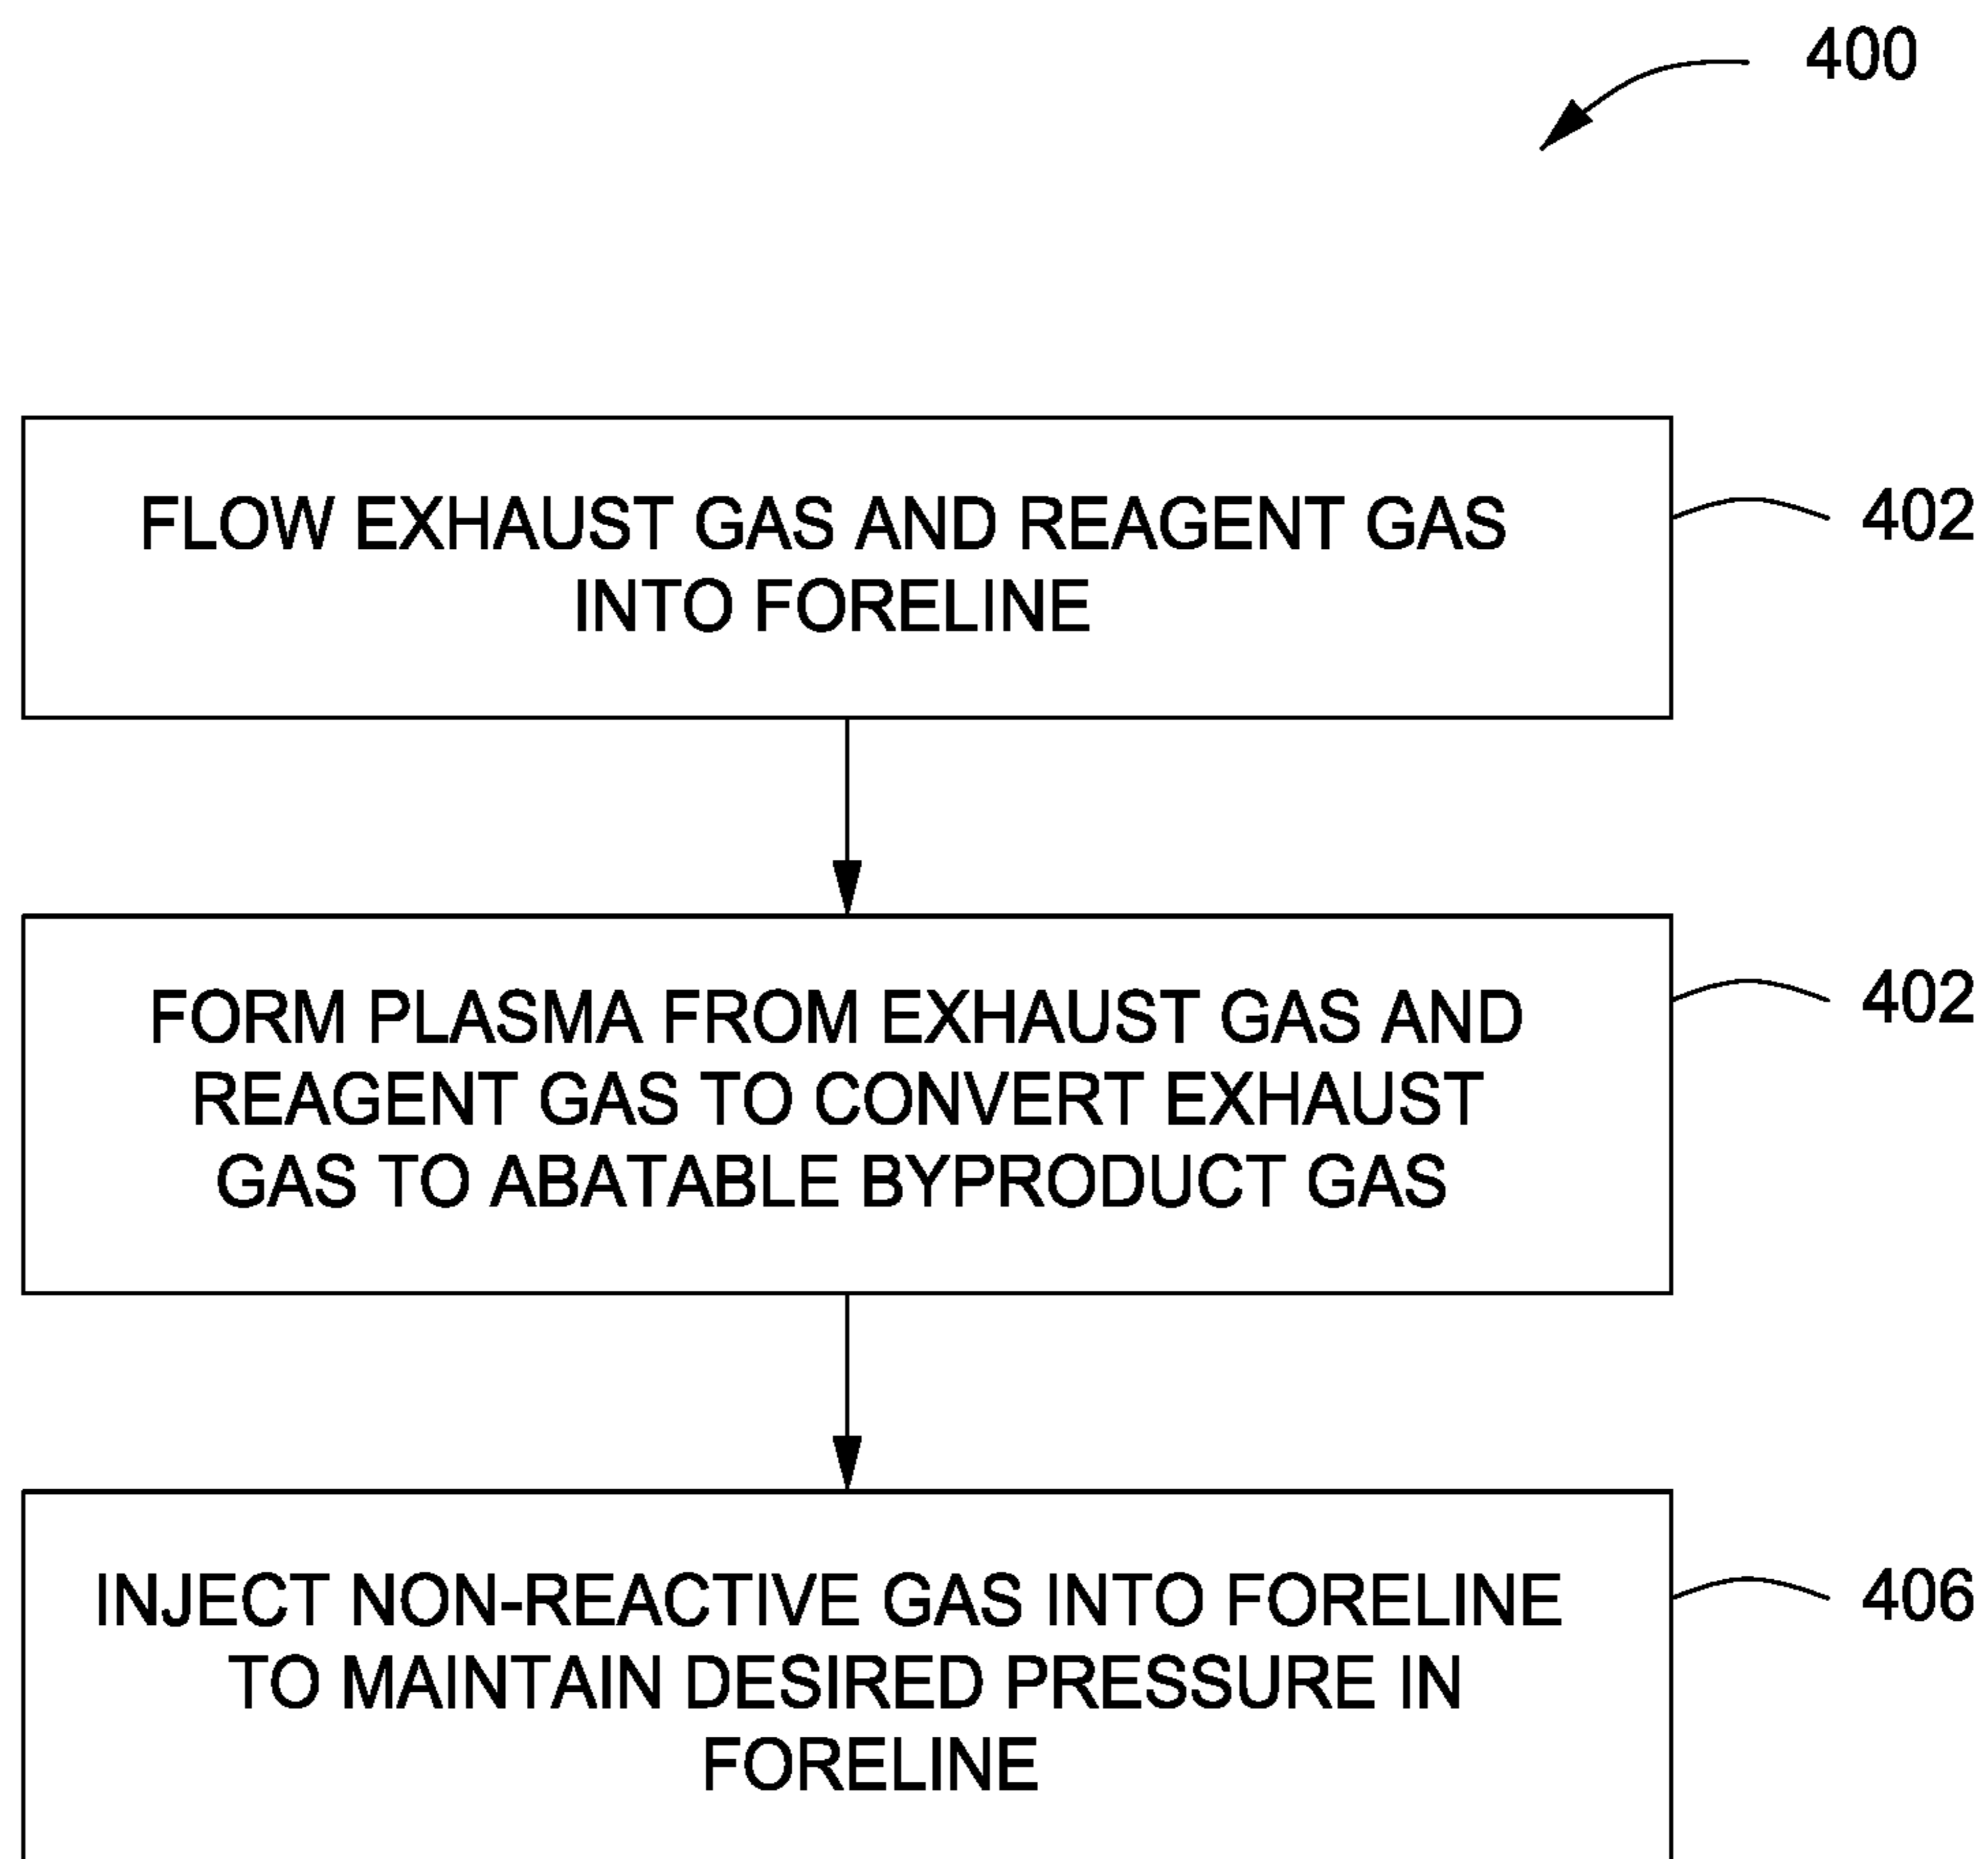 400
FLOW EXHAUST GAS AND REAGENT GAS
INTO FORELINE
402
FORM PLASMA FROM EXHAUST GAS AND
REAGENT GAS TO CONVERT EXHAUST
GAS TO ABATABLE BYPRODUCT GAS
402
INJECT NON-REACTIVE GAS INTO FORELINE
TO MAINTAIN DESIRED PRESSURE IN
FORELINE
406